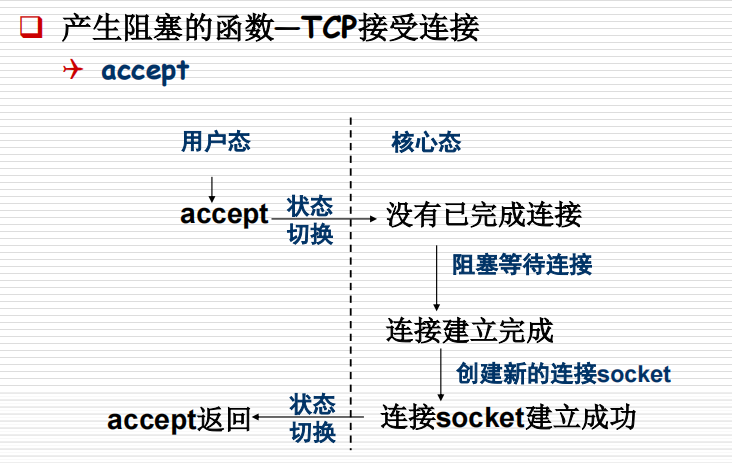 产生阻塞的函数—TCP接受连接
accept
用户态
核心态
accept
状态
切换
没有已完成连接
阻塞等待连接
连接建立完成
创建新的连接socket
accept返回
状态
切换
连接socket建立成功